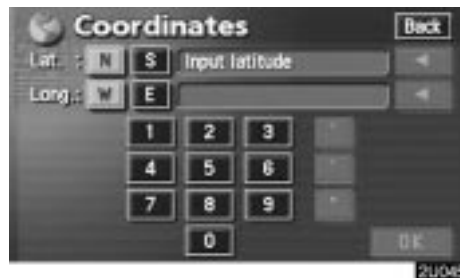 Coordinates Back
Lat. : N S Input latitude
Long.: W E
1 2 3 °
4 5 6 '
7 8 9 "
0 OK
2U046